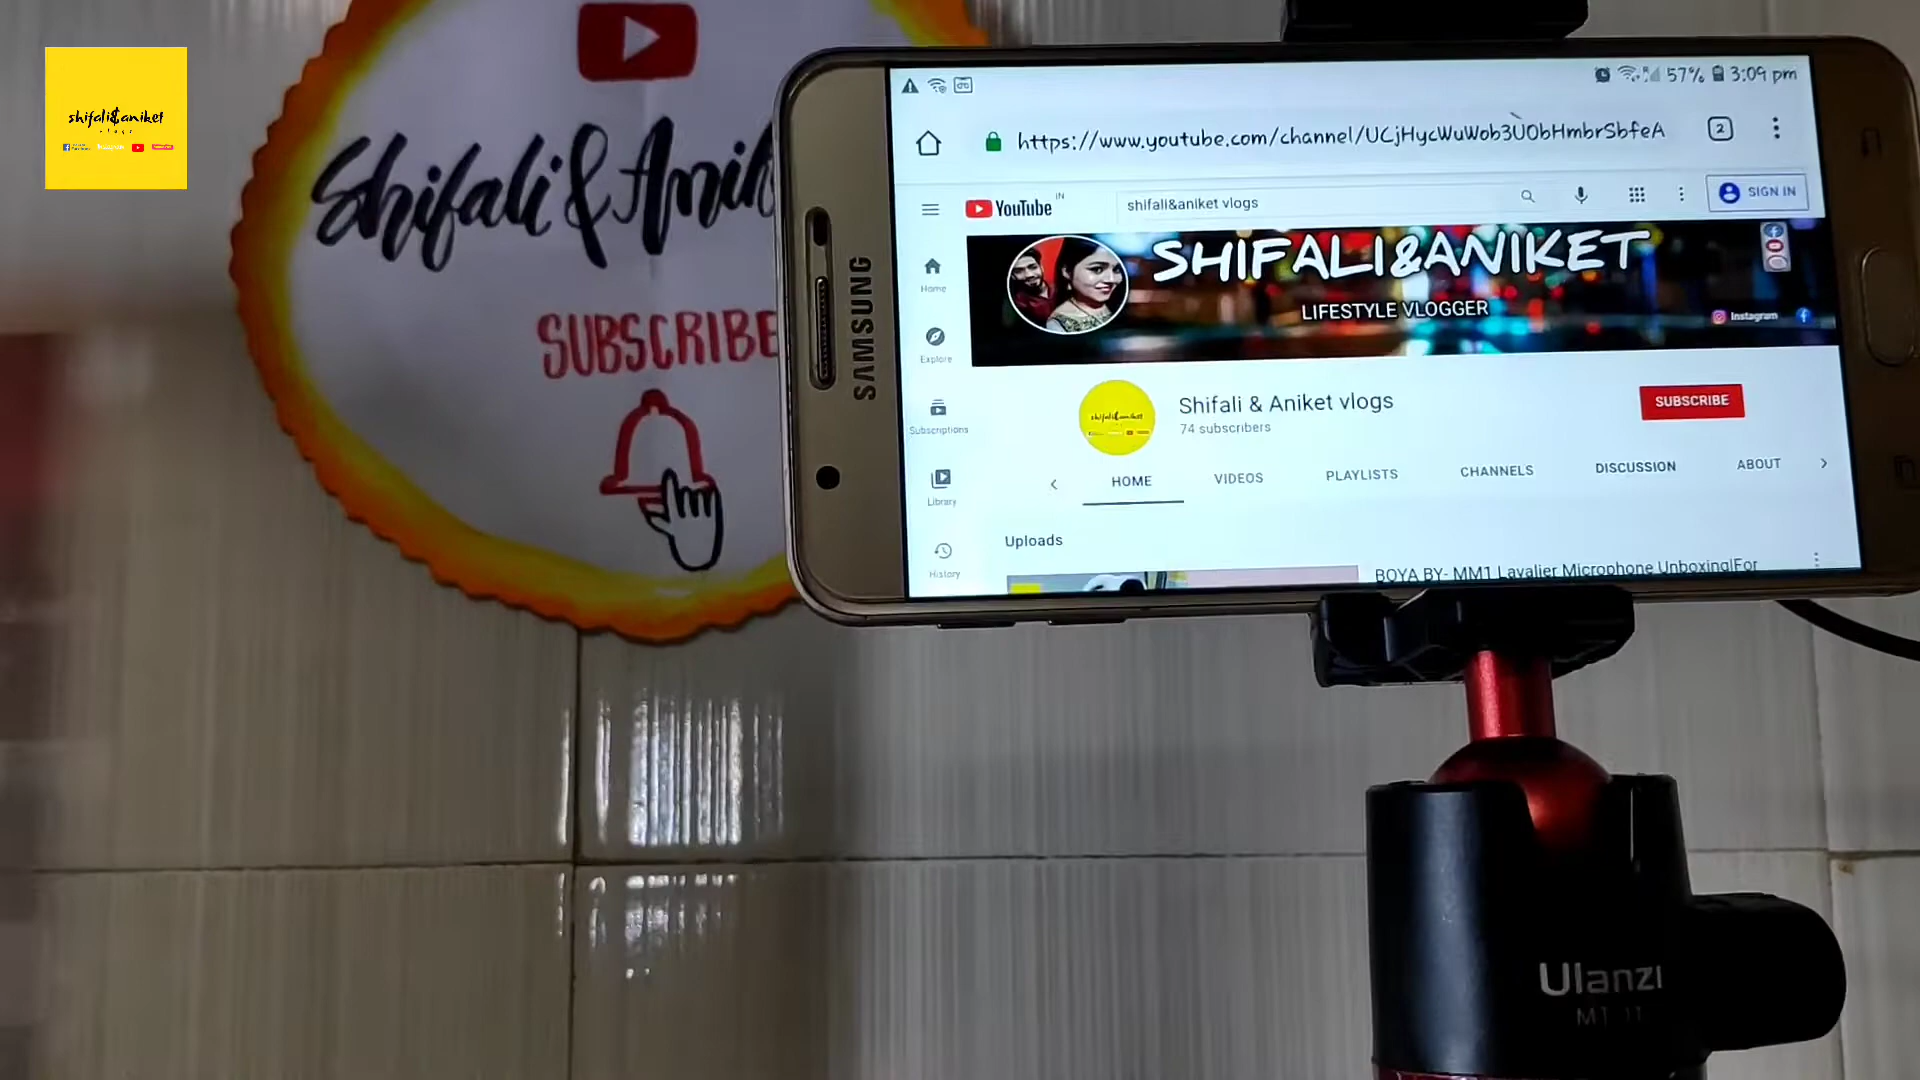 shifali&aniket
vlogs
Shifali & Anik
SUBSCRIBE
SAMSUNG
57% 3:09 pm
https://www.youtube.com/channel/UCjHycWuWob3U0bHmbrSbfeA
2
YouTube IN
shifali&aniket vlogs
SIGN IN
SHIFALI&ANIKET
LIFESTYLE VLOGGER
Instagram
Home
Explore
Subscriptions
Library
History
Shifali & Aniket vlogs
74 subscribers
SUBSCRIBE
HOME VIDEOS PLAYLISTS CHANNELS DISCUSSION ABOUT
Uploads
BOYA BY- MM1 Lavalier Microphone Unboxing|For
Ulanzi